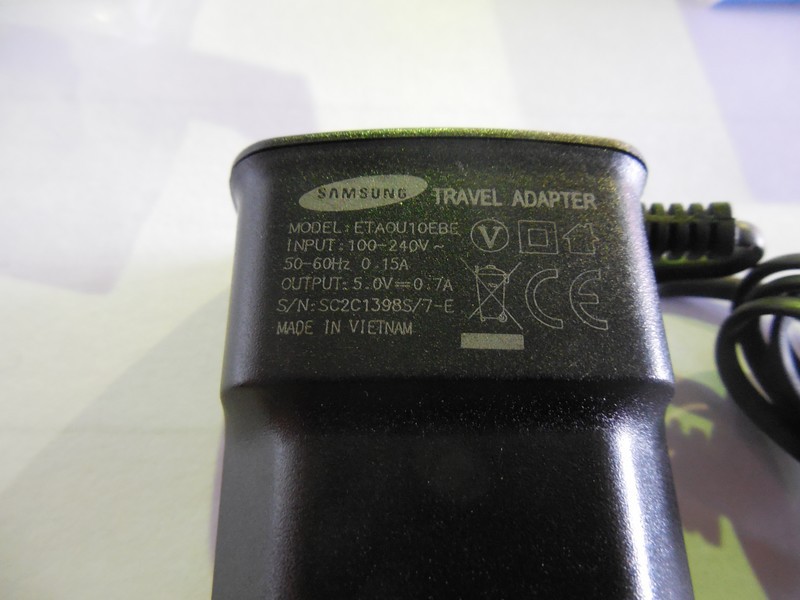 SAMSUNG TRAVEL ADAPTER
MODEL:ETA0U10EBE
INPUT:100-240V~
50-60Hz 0.15A
OUTPUT:5.0V⎓0.7A
S/N:SC2C1398S/7-E
MADE IN VIETNAM
V
CE